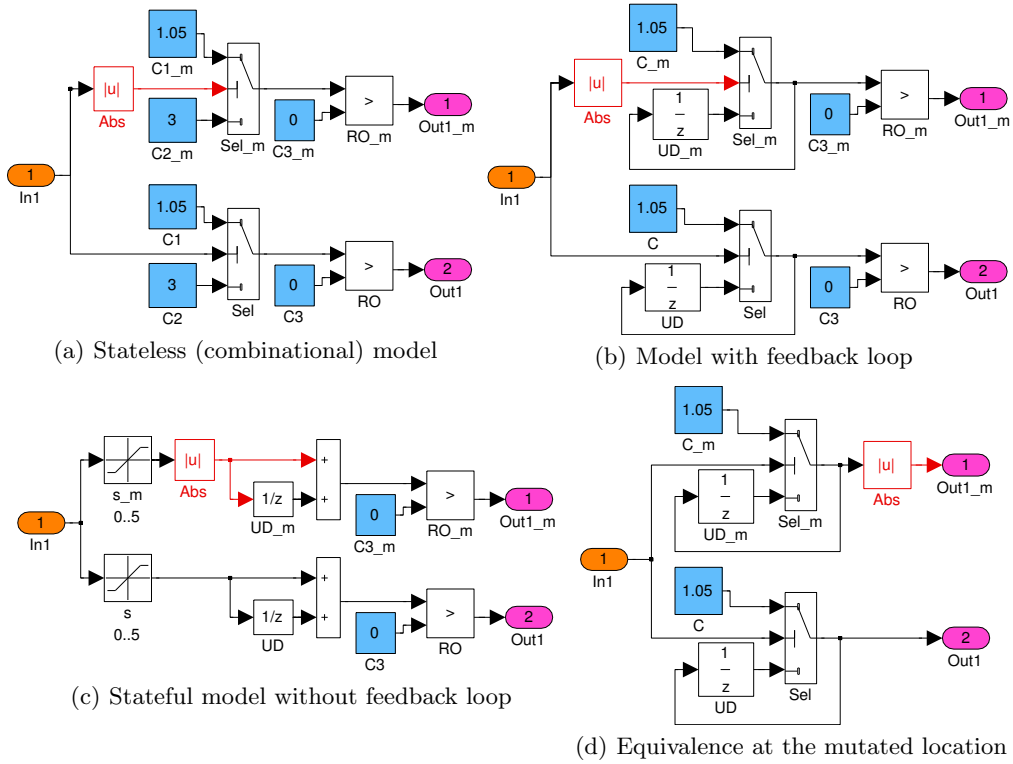 1.05
C1_m
|u|
Abs
3
C2_m
Sel_m
0
C3_m
>
RO_m
1
Out1_m
1
In1
1.05
C1
3
C2
Sel
0
C3
>
RO
2
Out1
(a) Stateless (combinational) model
1.05
C_m
|u|
Abs
1
z
UD_m
Sel_m
0
C3_m
>
RO_m
1
Out1_m
1
In1
1.05
C
1
z
UD
Sel
0
C3
>
RO
2
Out1
(b) Model with feedback loop
s_m
0..5
|u|
Abs
1/z
UD_m
+
+
0
C3_m
>
RO_m
1
Out1_m
1
In1
s
0..5
1/z
UD
+
+
0
C3
>
RO
2
Out1
(c) Stateful model without feedback loop
1.05
C_m
1
z
UD_m
Sel_m
|u|
Abs
1
Out1_m
1
In1
1.05
C
1
z
UD
Sel
2
Out1
(d) Equivalence at the mutated location